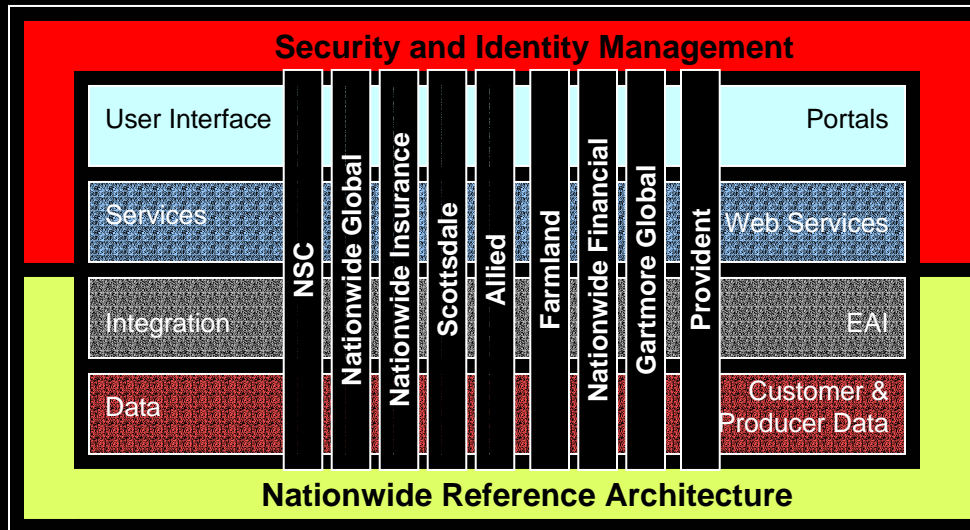 Security and Identity Management
User Interface
Portals
Services
Web Services
Integration
EAI
Data
Customer &
Producer Data
NSC
Nationwide Global
Nationwide Insurance
Scottsdale
Allied
Farmland
Nationwide Financial
Gartmore Global
Provident
Nationwide Reference Architecture